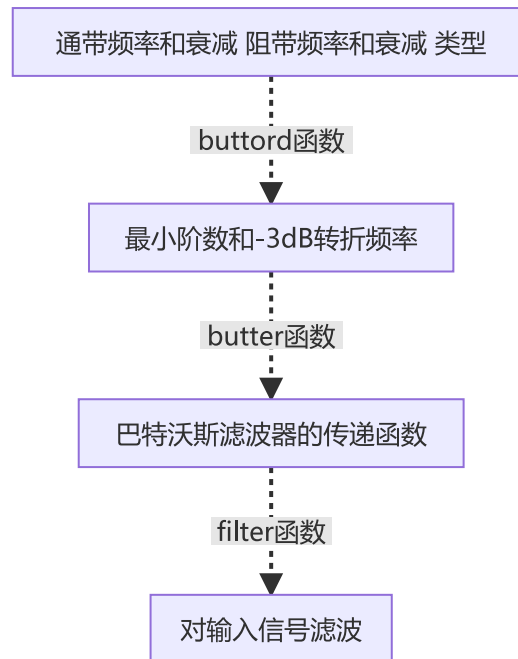 通带频率和衰减 阻带频率和衰减 类型
buttord函数
最小阶数和-3dB转折频率
butter函数
巴特沃斯滤波器的传递函数
filter函数
对输入信号滤波